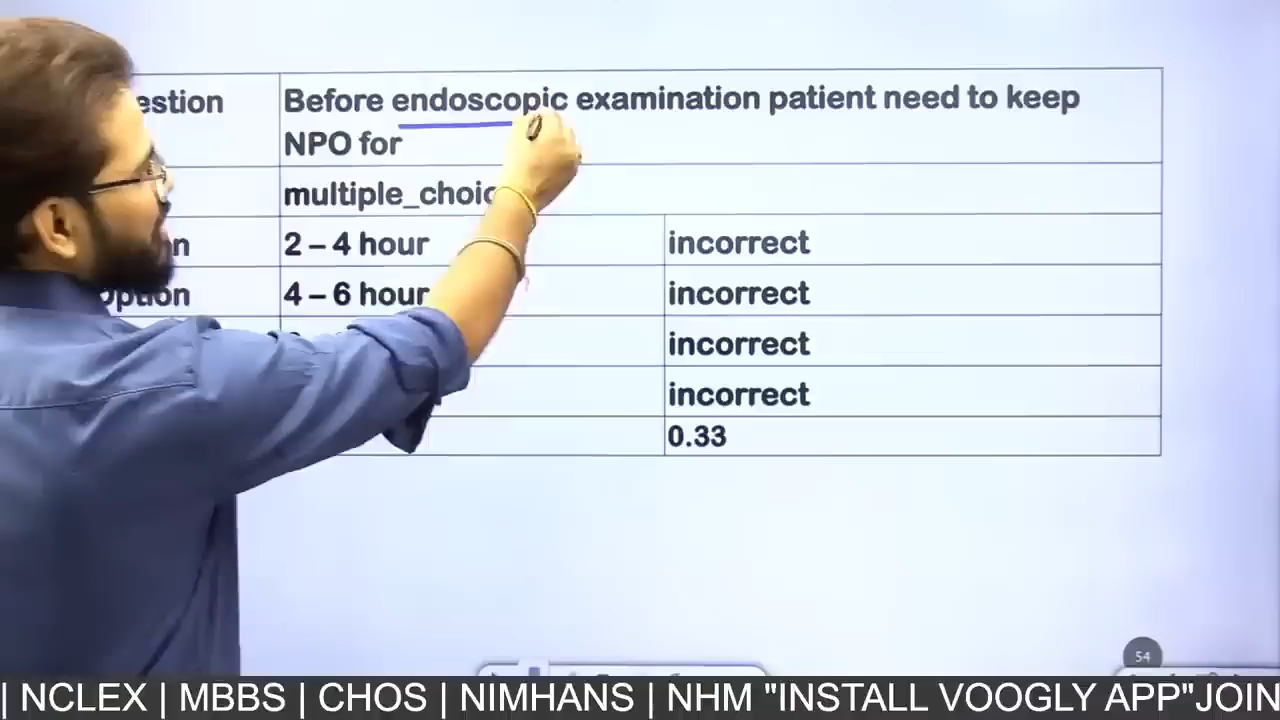 estion
Before endoscopic examination patient need to keep
NPO for
multiple_choic
2 – 4 hour incorrect
Option 4 – 6 hour incorrect
incorrect
incorrect
0.33
54
| NCLEX | MBBS | CHOS | NIMHANS | NHM "INSTALL VOOGLY APP"JOIN